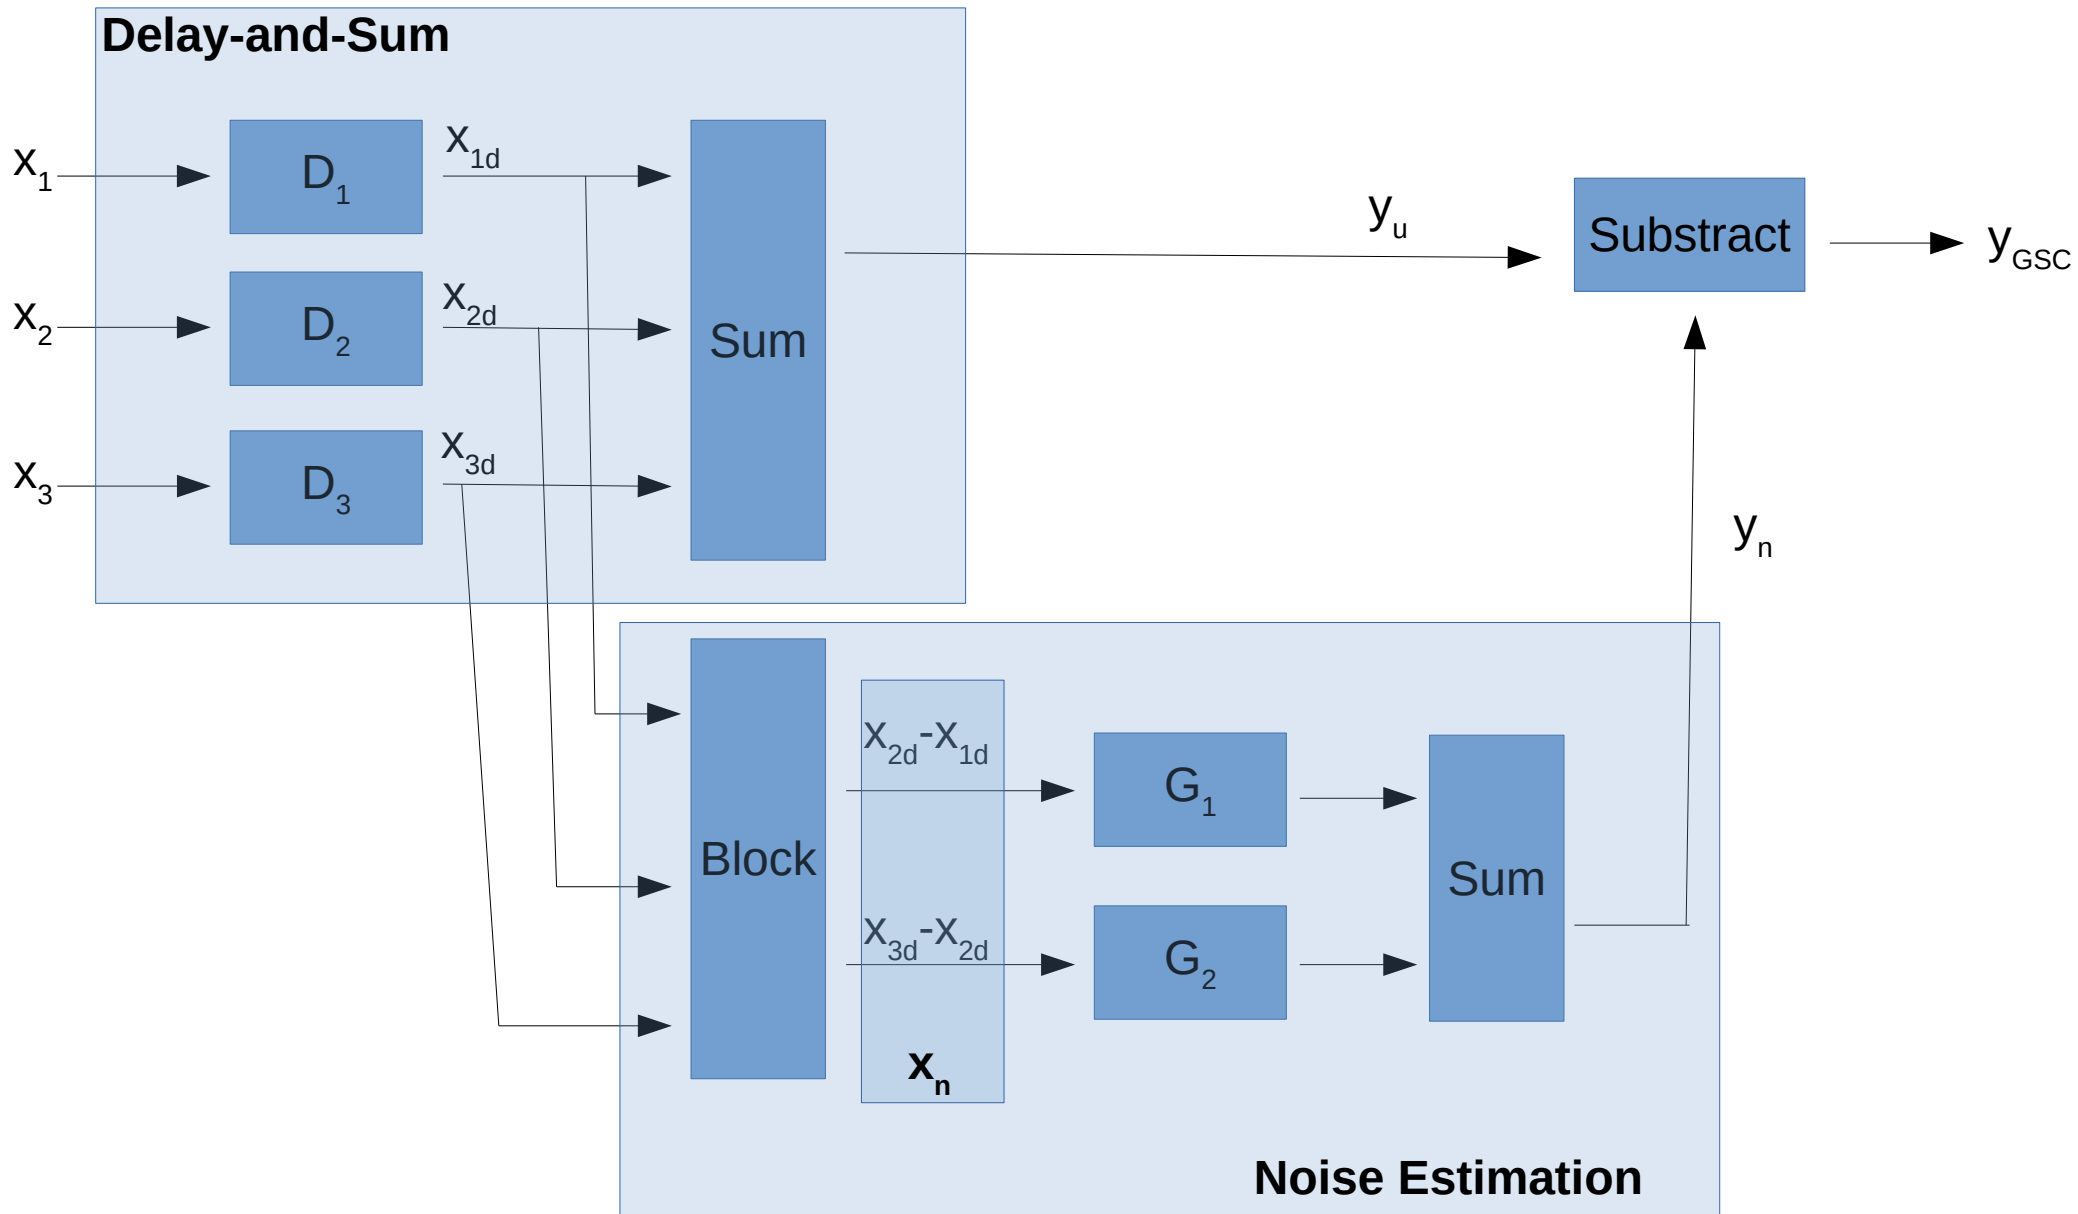 Delay-and-Sum
x1
D1
x1d
x2
D2
x2d
x3
D3
x3d
Sum
yu
Substract
yGSC
yn
Block
x2d-x1d
G1
x3d-x2d
G2
xn
Sum
Noise Estimation